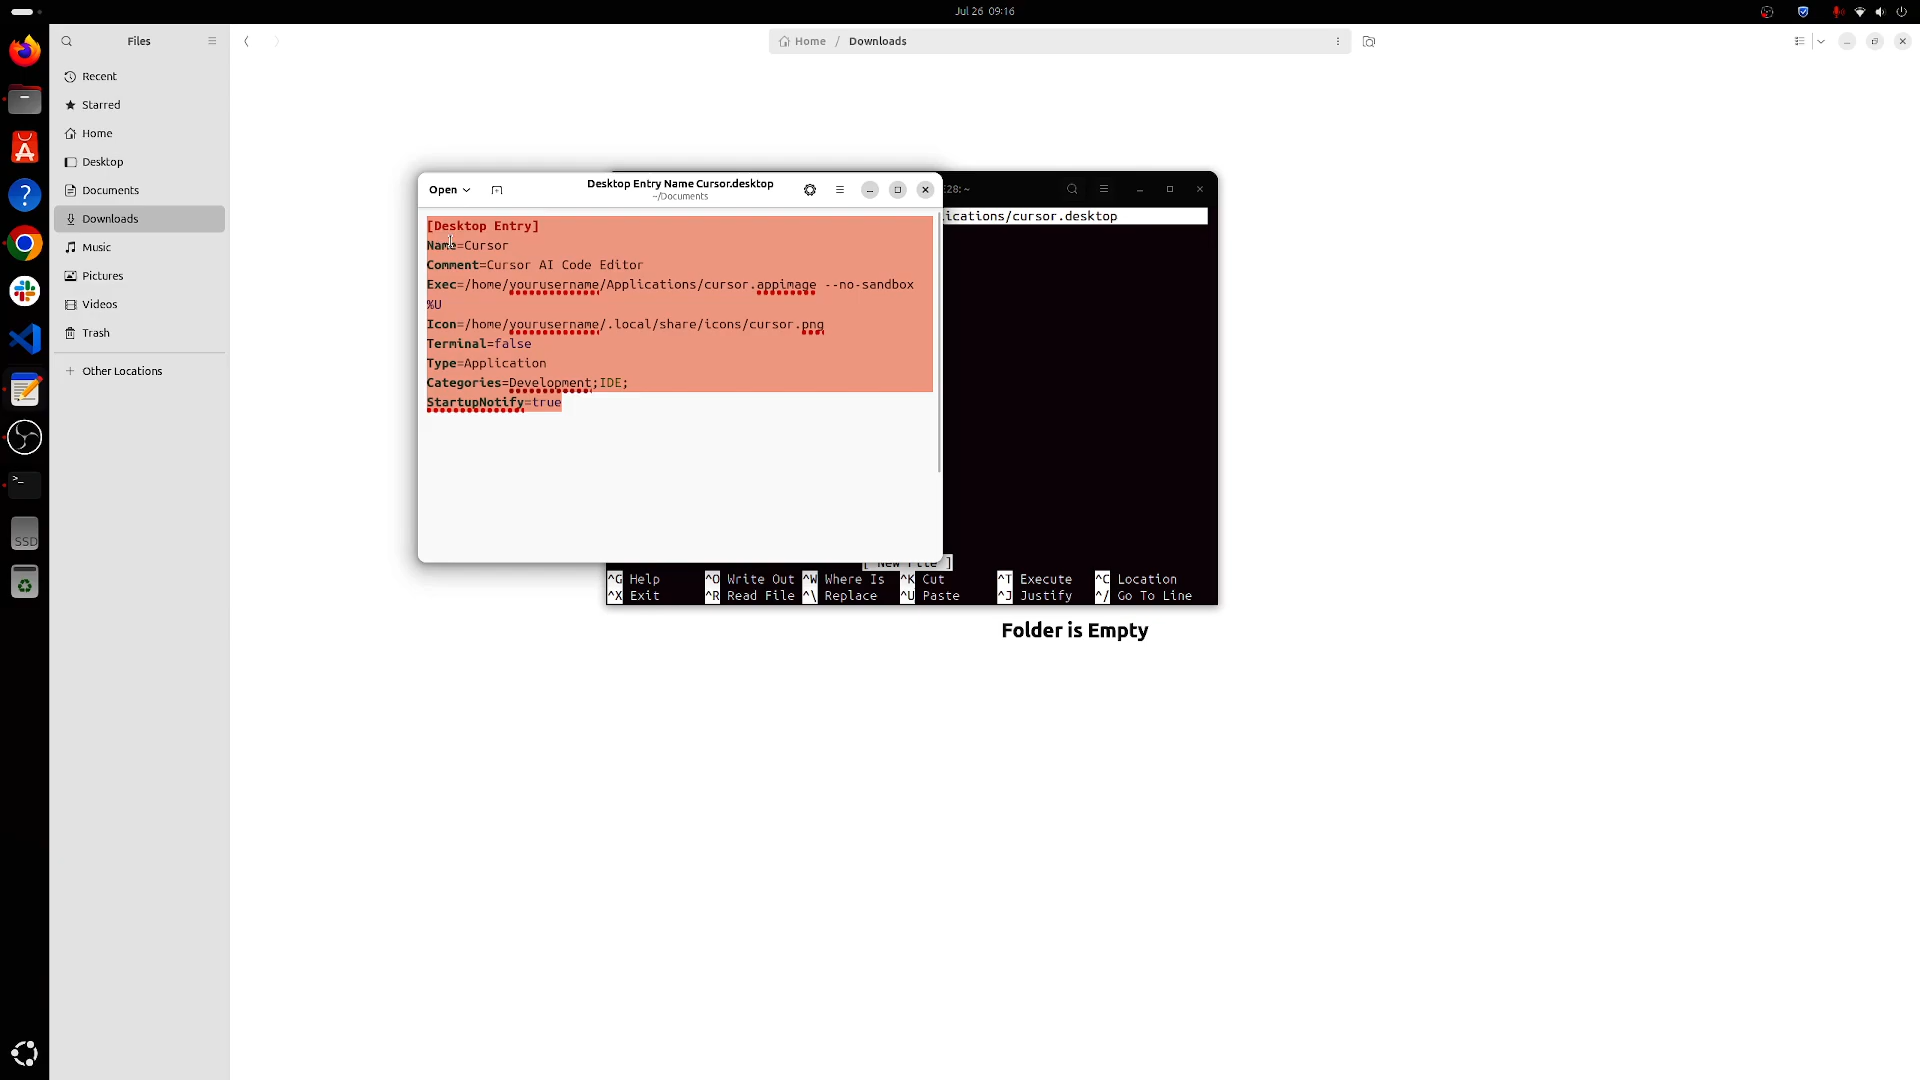 Jul 26 09:16
Files
Home / Downloads
Recent
Starred
Home
Desktop
Documents
Downloads
Music
Pictures
Videos
Trash
Other Locations
SSD
Open
Desktop Entry Name Cursor.desktop
~/Documents
[Desktop Entry]
Name=Cursor
Comment=Cursor AI Code Editor
Exec=/home/yourusername/Applications/cursor.appimage --no-sandbox
%U
Icon=/home/yourusername/.local/share/icons/cursor.png
Terminal=false
Type=Application
Categories=Development;IDE;
StartupNotify=true
E28: ~
ications/cursor.desktop
[ New File ]
^G Help ^O Write Out ^W Where Is ^K Cut ^T Execute ^C Location
^X Exit ^R Read File ^\ Replace ^U Paste ^J Justify ^/ Go To Line
Folder is Empty